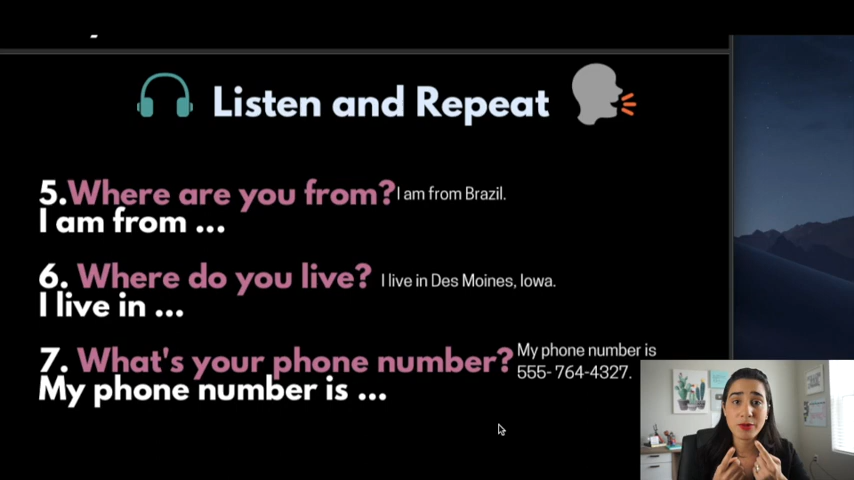 Listen and Repeat
5.Where are you from? I am from Brazil.
I am from ...
6. Where do you live? I live in Des Moines, Iowa.
I live in ...
7. What's your phone number? My phone number is
555- 764-4327.
My phone number is ...